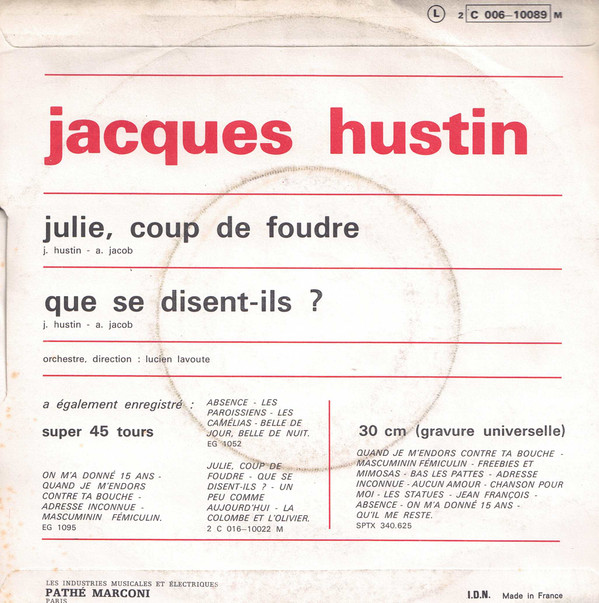 L 2 C 006-10089 M
jacques hustin
julie, coup de foudre
j. hustin - a. jacob
que se disent-ils ?
j. hustin - a. jacob
orchestre, direction : lucien lavoute
a également enregistré :
super 45 tours
ON M'A DONNÉ 15 ANS -
QUAND JE M'ENDORS
CONTRE TA BOUCHE -
ADRESSE INCONNUE -
MASCUMININ FÉMICULIN.
EG 1095
ABSENCE - LES
PAROISSIENS - LES
CAMÉLIAS - BELLE DE
JOUR, BELLE DE NUIT.
EG 1052
JULIE, COUP DE
FOUDRE - QUE SE
DISENT-ILS ? - UN
PEU COMME
AUJOURD'HUI - LA
COLOMBE ET L'OLIVIER.
2 C 016-10022 M
30 cm (gravure universelle)
QUAND JE M'ENDORS CONTRE TA BOUCHE -
MASCUMININ FÉMICULIN - FREEBIES ET
MIMOSAS - BAS LES PATTES - ADRESSE
INCONNUE - AUCUN AMOUR - CHANSON POUR
MOI - LES STATUES - JEAN FRANÇOIS -
ABSENCE - ON M'A DONNÉ 15 ANS -
QU'IL ME RESTE.
SPTX 340.625
LES INDUSTRIES MUSICALES ET ÉLECTRIQUES
PATHÉ MARCONI
PARIS
I.D.N. Made in France